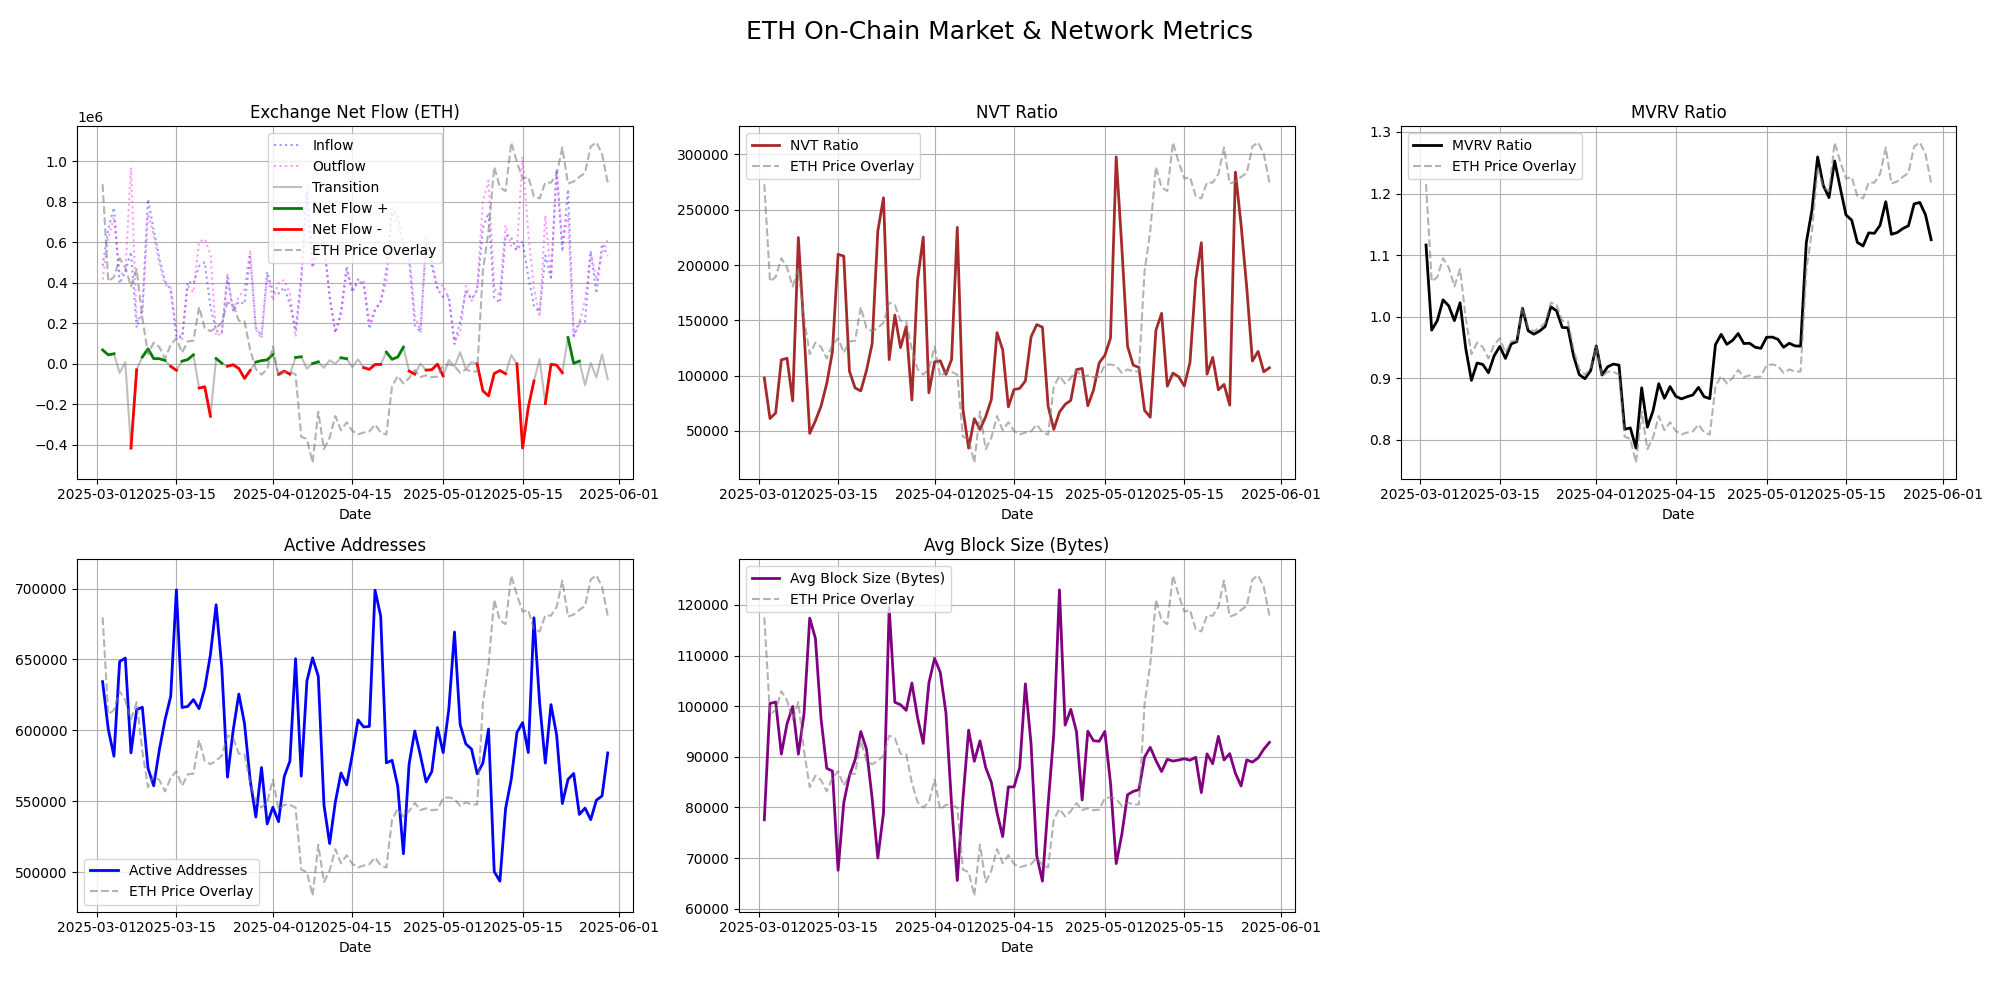 ETH On-Chain Market & Network Metrics
Exchange Net Flow (ETH)
1e6
Inflow
Outflow
Transition
Net Flow +
Net Flow -
ETH Price Overlay
1.0
0.8
0.6
0.4
0.2
0.0
−0.2
−0.4
2025-03-01 2025-03-15 2025-04-01 2025-04-15 2025-05-01 2025-05-15 2025-06-01
Date
NVT Ratio
NVT Ratio
ETH Price Overlay
300000
250000
200000
150000
100000
50000
2025-03-01 2025-03-15 2025-04-01 2025-04-15 2025-05-01 2025-05-15 2025-06-01
Date
MVRV Ratio
MVRV Ratio
ETH Price Overlay
1.3
1.2
1.1
1.0
0.9
0.8
2025-03-01 2025-03-15 2025-04-01 2025-04-15 2025-05-01 2025-05-15 2025-06-01
Date
Active Addresses
700000
650000
600000
550000
500000
Active Addresses
ETH Price Overlay
2025-03-01 2025-03-15 2025-04-01 2025-04-15 2025-05-01 2025-05-15 2025-06-01
Date
Avg Block Size (Bytes)
Avg Block Size (Bytes)
ETH Price Overlay
120000
110000
100000
90000
80000
70000
60000
2025-03-01 2025-03-15 2025-04-01 2025-04-15 2025-05-01 2025-05-15 2025-06-01
Date